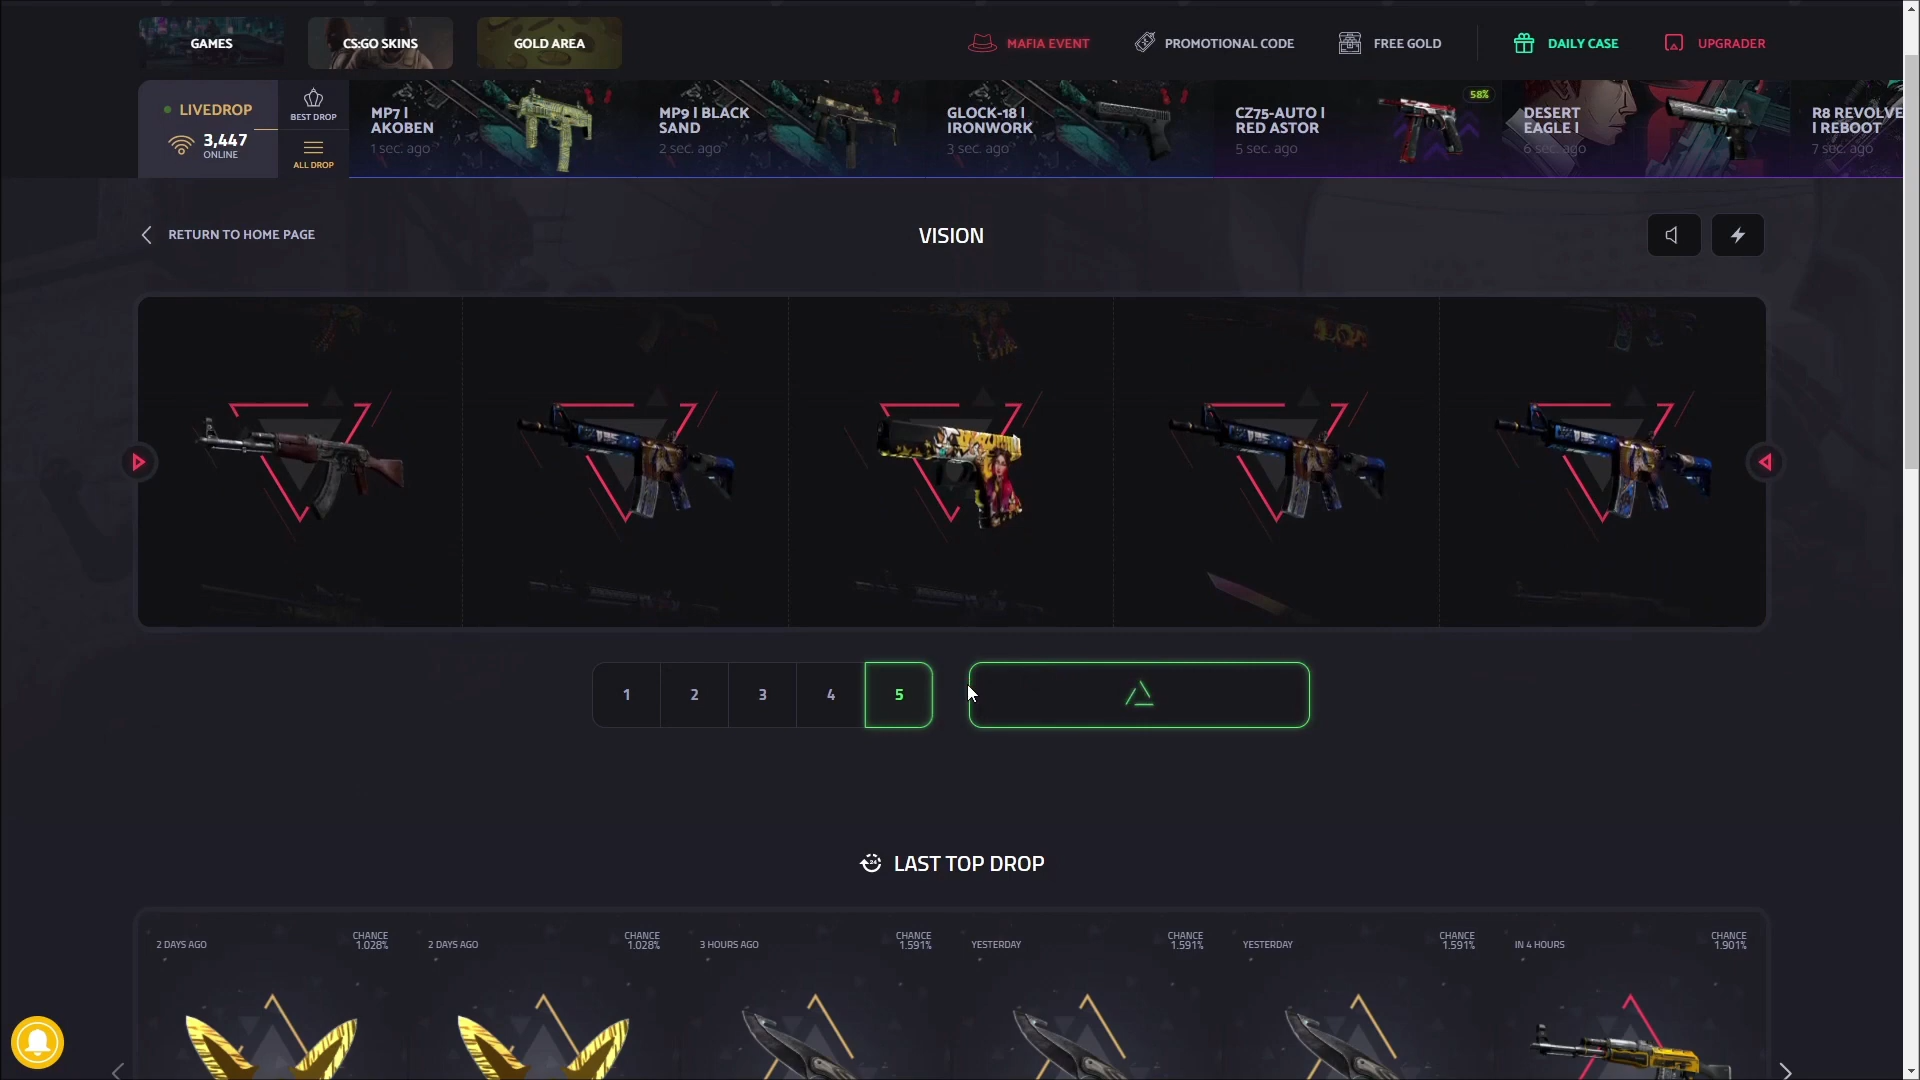 GAMES
CS:GO SKINS
GOLD AREA
MAFIA EVENT
PROMOTIONAL CODE
FREE GOLD
DAILY CASE
UPGRADER
LIVEDROP
3,447
ONLINE
BEST DROP
ALL DROP
MP7 |
AKOBEN
1 sec. ago
MP9 | BLACK
SAND
2 sec. ago
GLOCK-18 |
IRONWORK
3 sec. ago
CZ75-AUTO |
RED ASTOR
5 sec. ago
58%
DESERT
EAGLE |
6 sec. ago
R8 REVOLVE
| REBOOT
7 sec. ago
RETURN TO HOME PAGE
VISION
1
2
3
4
5
24
LAST TOP DROP
2 DAYS AGO
CHANCE
1.028%
2 DAYS AGO
CHANCE
1.028%
3 HOURS AGO
CHANCE
1.591%
YESTERDAY
CHANCE
1.591%
YESTERDAY
CHANCE
1.591%
IN 4 HOURS
CHANCE
1.901%